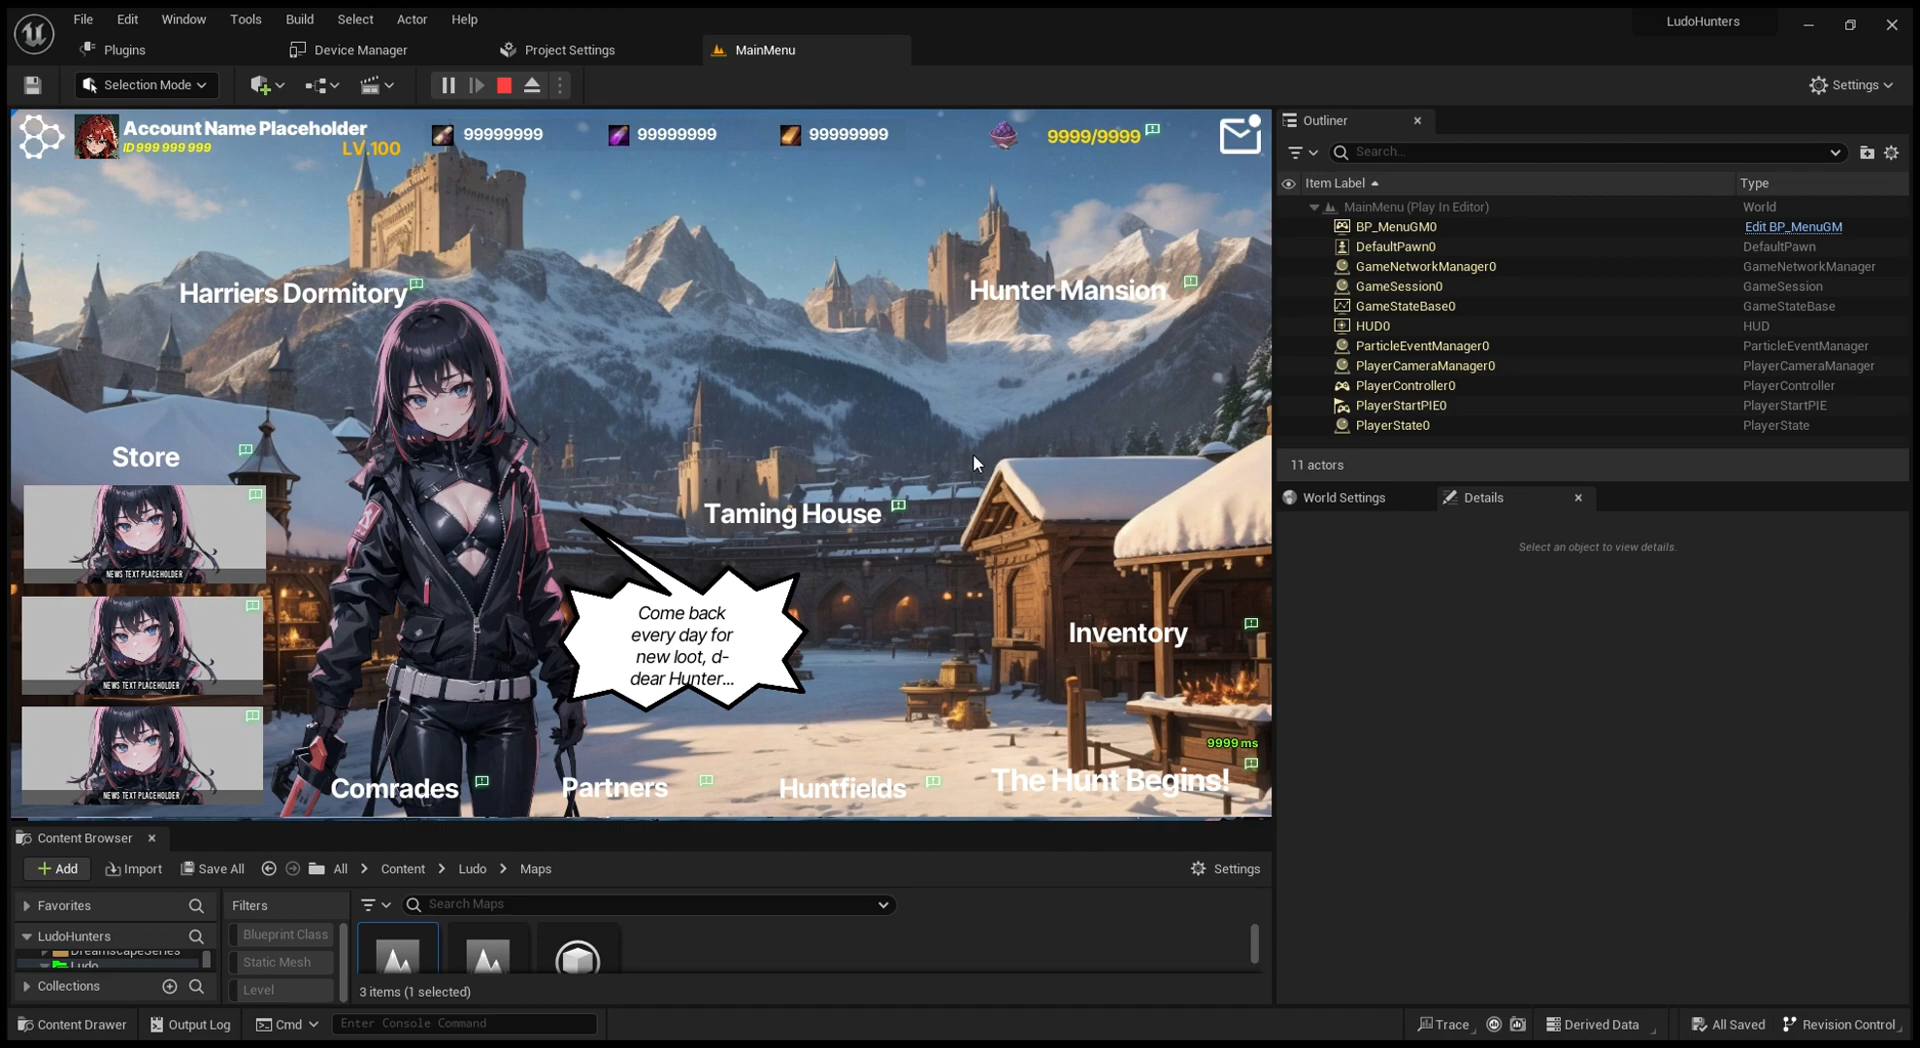 File Edit Window Tools Build Select Actor Help
LudoHunters
Plugins
Device Manager
Project Settings
MainMenu
Selection Mode
Settings
Account Name Placeholder
ID 999 999 999
LV.100
99999999
99999999
99999999
9999/9999
Harriers Dormitory
Hunter Mansion
Store
Taming House
NEWS TEXT PLACEHOLDER
NEWS TEXT PLACEHOLDER
NEWS TEXT PLACEHOLDER
Come back
every day for
new loot, d-
dear Hunter...
Inventory
9999 ms
Comrades
Partners
Huntfields
The Hunt Begins!
Outliner
Search...
Item Label Type
MainMenu (Play In Editor) World
BP_MenuGM0 Edit BP_MenuGM
DefaultPawn0 DefaultPawn
GameNetworkManager0 GameNetworkManager
GameSession0 GameSession
GameStateBase0 GameStateBase
HUD0 HUD
ParticleEventManager0 ParticleEventManager
PlayerCameraManager0 PlayerCameraManager
PlayerController0 PlayerController
PlayerStartPIE0 PlayerStartPIE
PlayerState0 PlayerState
11 actors
World Settings
Details
Select an object to view details.
Content Browser
Add Import Save All All Content Ludo Maps Settings
Favorites
LudoHunters
DreamscapeSeries
Ludo
Collections
Filters
Blueprint Class
Static Mesh
Level
Search Maps
3 items (1 selected)
Content Drawer Output Log Cmd Enter Console Command Trace Derived Data All Saved Revision Control